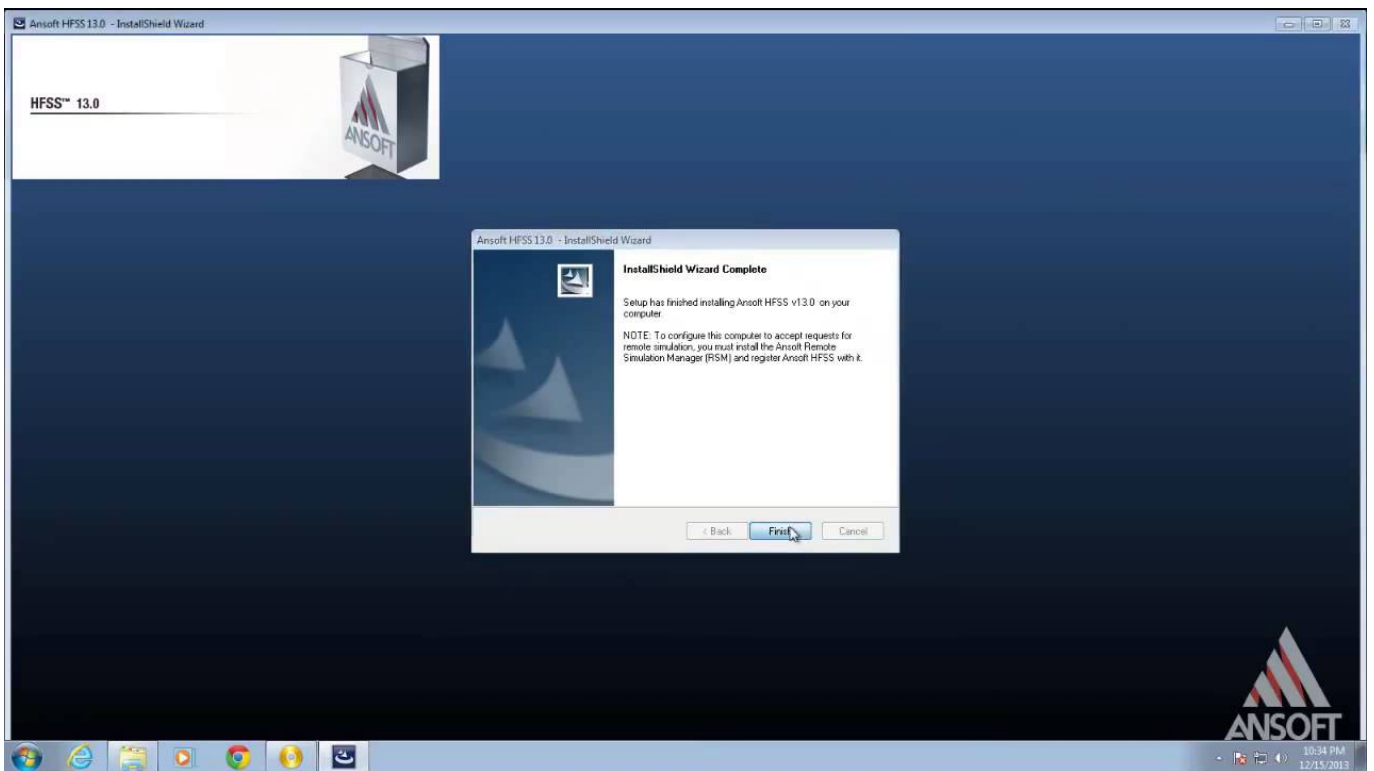 Ansoft HFSS 13.0 - InstallShield Wizard
HFSS™ 13.0
ANSOFT
Ansoft HFSS 13.0 - InstallShield Wizard
InstallShield Wizard Complete
Setup has finished installing Ansoft HFSS v13.0 on your
computer.
NOTE: To configure this computer to accept requests for
remote simulation, you must install the Ansoft Remote
Simulation Manager (RSM) and register Ansoft HFSS with it.
< Back
Finish
Cancel
ANSOFT
10:34 PM
12/15/2013